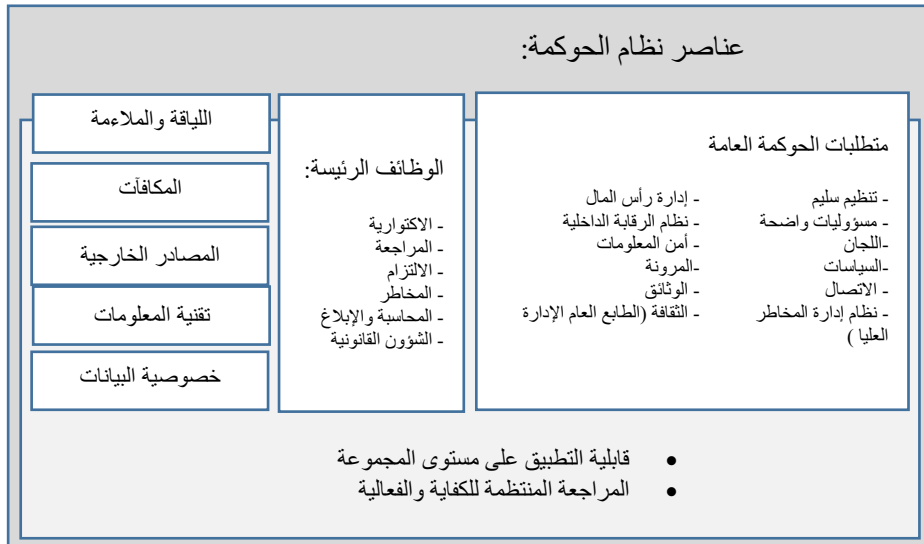 عناصر نظام الحوكمة:
متطلبات الحوكمة العامة
- تنظيم سليم - إدارة رأس المال
- مسؤوليات واضحة - نظام الرقابة الداخلية
-اللجان - أمن المعلومات
-السياسات -المرونة
- الاتصال - الوثائق
- نظام إدارة المخاطر - الثقافة (الطابع العام الإدارة
العليا )
الوظائف الرئيسة:
- الاكتوارية
- المراجعة
- الالتزام
- المخاطر
- المحاسبة والإبلاغ
- الشؤون القانونية
اللياقة والملاءمة
المكافآت
المصادر الخارجية
تقنية المعلومات
خصوصية البيانات
• قابلية التطبيق على مستوى المجموعة
• المراجعة المنتظمة للكفاية والفعالية